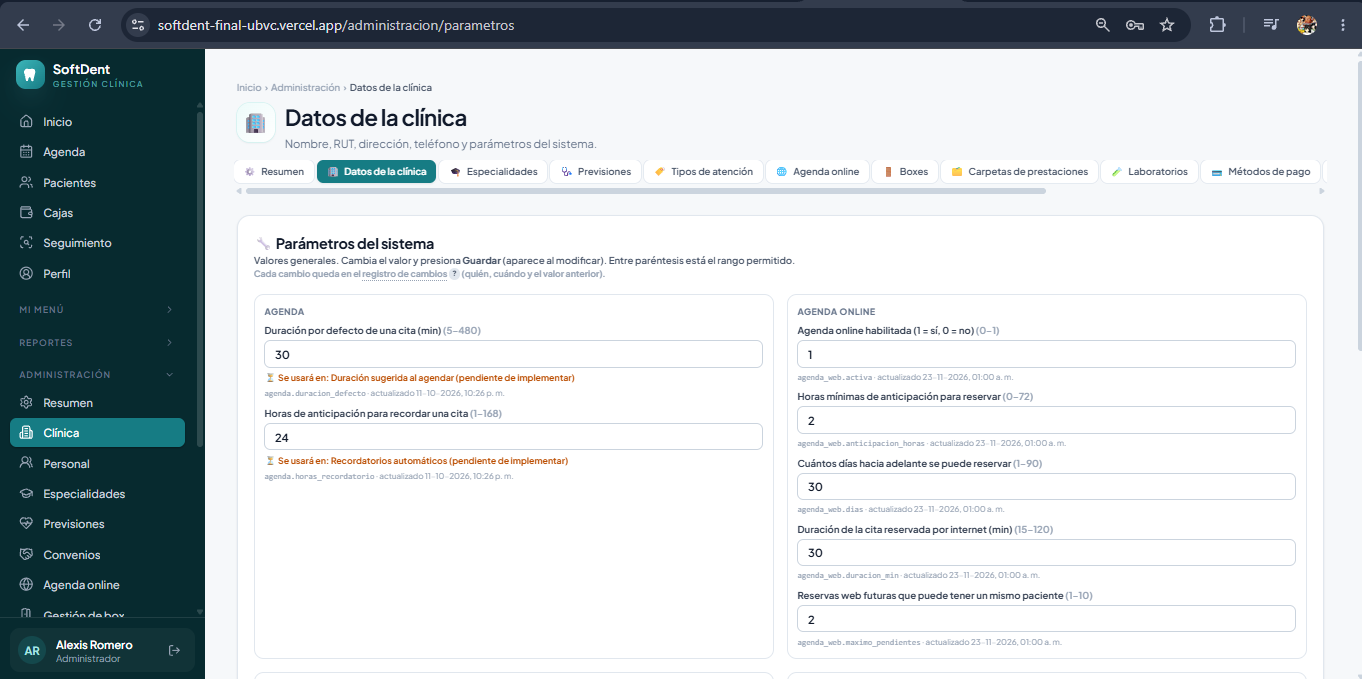 softdent-final-ubvc.vercel.app/administracion/parametros
SoftDent
GESTIÓN CLÍNICA
Inicio
Agenda
Pacientes
Cajas
Seguimiento
Perfil
MI MENÚ
REPORTES
ADMINISTRACIÓN
Resumen
Clínica
Personal
Especialidades
Previsiones
Convenios
Agenda online
Gestión de box
AR
Alexis Romero
Administrador
Inicio › Administración › Datos de la clínica
Datos de la clínica
Nombre, RUT, dirección, teléfono y parámetros del sistema.
Resumen Datos de la clínica Especialidades Previsiones Tipos de atención Agenda online Boxes Carpetas de prestaciones Laboratorios Métodos de pago
Parámetros del sistema
Valores generales. Cambia el valor y presiona Guardar (aparece al modificar). Entre paréntesis está el rango permitido.
Cada cambio queda en el registro de cambios ? (quién, cuándo y el valor anterior).
AGENDA
Duración por defecto de una cita (min) (5–480)
30
Se usará en: Duración sugerida al agendar (pendiente de implementar)
agenda.duracion_defecto · actualizado 11-10-2026, 10:26 p. m.
Horas de anticipación para recordar una cita (1–168)
24
Se usará en: Recordatorios automáticos (pendiente de implementar)
agenda.horas_recordatorio · actualizado 11-10-2026, 10:26 p. m.
AGENDA ONLINE
Agenda online habilitada (1 = sí, 0 = no) (0–1)
1
agenda_web.activa · actualizado 23-11-2026, 01:00 a. m.
Horas mínimas de anticipación para reservar (0–72)
2
agenda_web.anticipacion_horas · actualizado 23-11-2026, 01:00 a. m.
Cuántos días hacia adelante se puede reservar (1–90)
30
agenda_web.dias · actualizado 23-11-2026, 01:00 a. m.
Duración de la cita reservada por internet (min) (15–120)
30
agenda_web.duracion_min · actualizado 23-11-2026, 01:00 a. m.
Reservas web futuras que puede tener un mismo paciente (1–10)
2
agenda_web.maximo_pendientes · actualizado 23-11-2026, 01:00 a. m.